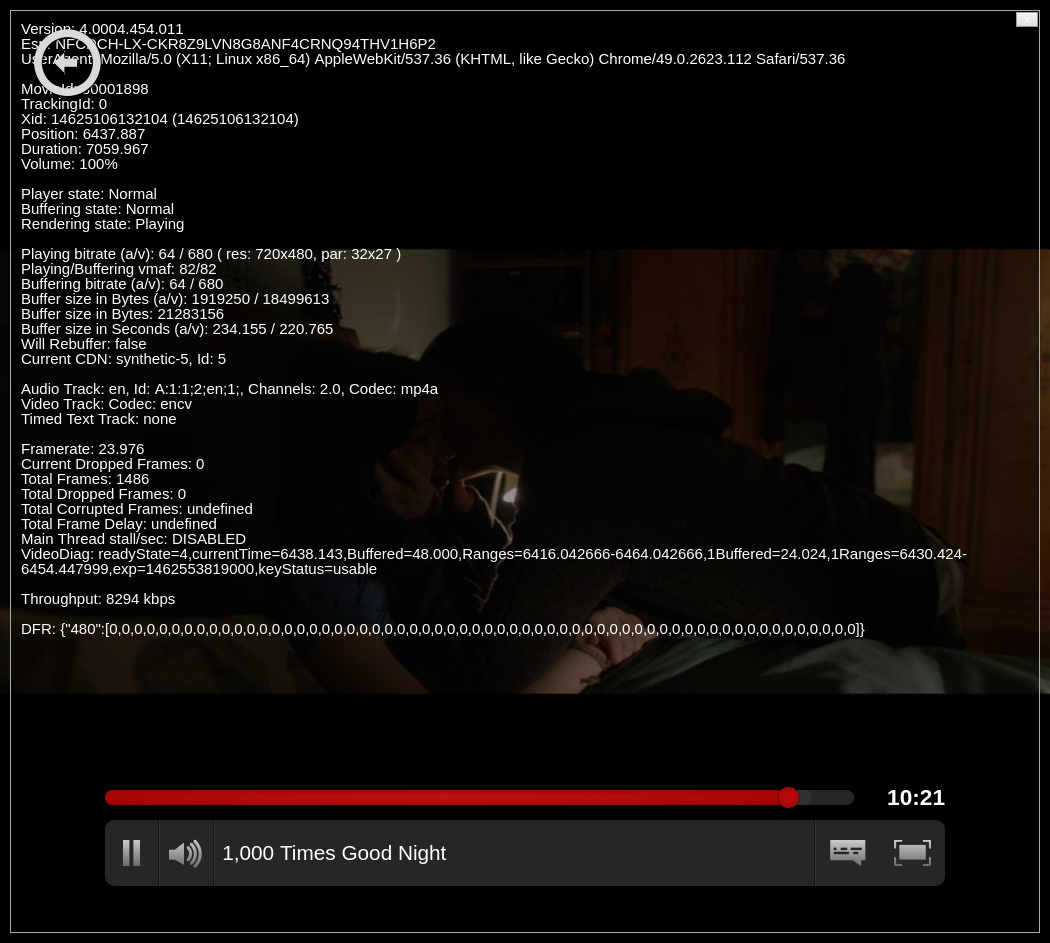 Version: 4.0004.454.011
Esn: NFCDCH-LX-CKR8Z9LVN8G8ANF4CRNQ94THV1H6P2
UserAgent: Mozilla/5.0 (X11; Linux x86_64) AppleWebKit/537.36 (KHTML, like Gecko) Chrome/49.0.2623.112 Safari/537.36
MovieId: 80001898
TrackingId: 0
Xid: 14625106132104 (14625106132104)
Position: 6437.887
Duration: 7059.967
Volume: 100%
Player state: Normal
Buffering state: Normal
Rendering state: Playing
Playing bitrate (a/v): 64 / 680 ( res: 720x480, par: 32x27 )
Playing/Buffering vmaf: 82/82
Buffering bitrate (a/v): 64 / 680
Buffer size in Bytes (a/v): 1919250 / 18499613
Buffer size in Bytes: 21283156
Buffer size in Seconds (a/v): 234.155 / 220.765
Will Rebuffer: false
Current CDN: synthetic-5, Id: 5
Audio Track: en, Id: A:1:1;2;en;1;, Channels: 2.0, Codec: mp4a
Video Track: Codec: encv
Timed Text Track: none
Framerate: 23.976
Current Dropped Frames: 0
Total Frames: 1486
Total Dropped Frames: 0
Total Corrupted Frames: undefined
Total Frame Delay: undefined
Main Thread stall/sec: DISABLED
VideoDiag: readyState=4,currentTime=6438.143,Buffered=48.000,Ranges=6416.042666-6464.042666,1Buffered=24.024,1Ranges=6430.424-
6454.447999,exp=1462553819000,keyStatus=usable
Throughput: 8294 kbps
DFR: {"480":[0,0,0,0,0,0,0,0,0,0,0,0,0,0,0,0,0,0,0,0,0,0,0,0,0,0,0,0,0,0,0,0,0,0,0,0,0,0,0,0,0,0,0,0,0,0,0,0,0,0,0,0,0,0,0,0,0,0,0,0]}
10:21
1,000 Times Good Night